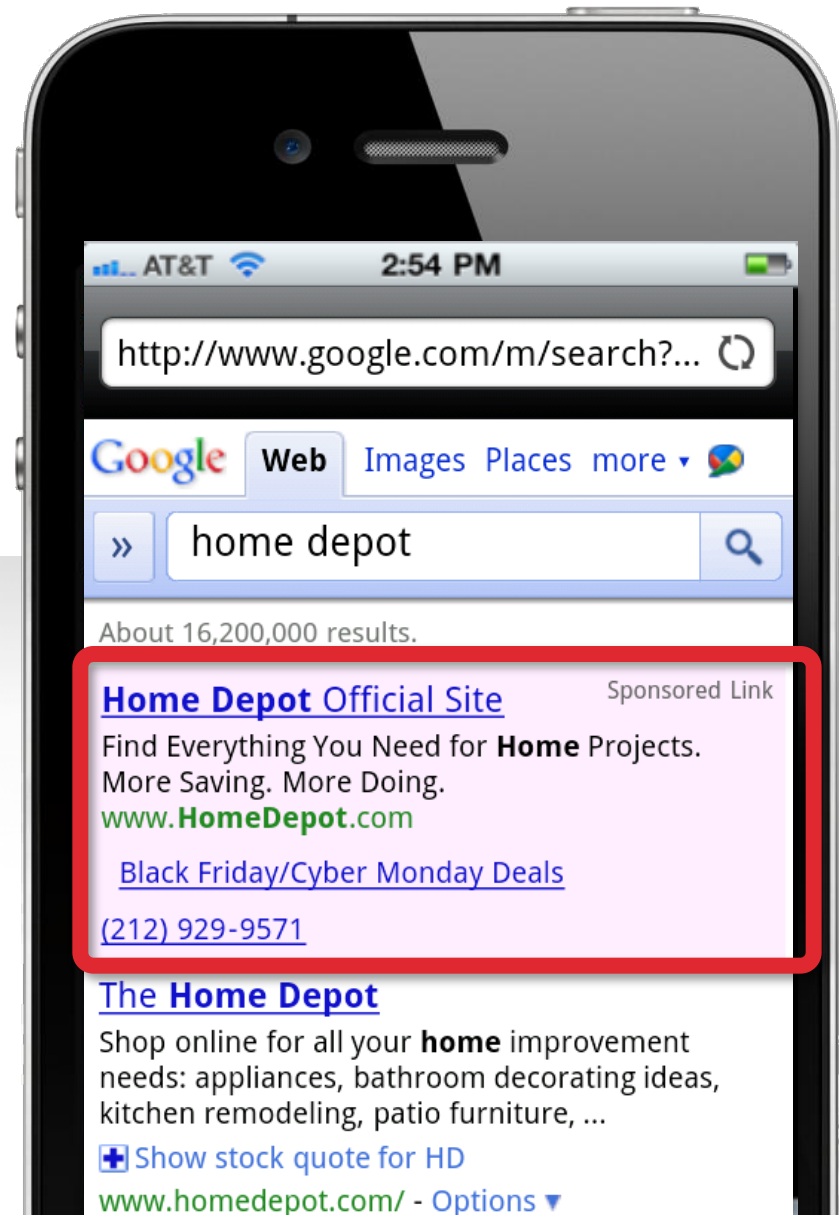 AT&T 2:54 PM
http://www.google.com/m/search?...
Google Web Images Places more ▾
» home depot
About 16,200,000 results.
Home Depot Official Site Sponsored Link
Find Everything You Need for Home Projects.
More Saving. More Doing.
www.HomeDepot.com
Black Friday/Cyber Monday Deals
(212) 929-9571
The Home Depot
Shop online for all your home improvement
needs: appliances, bathroom decorating ideas,
kitchen remodeling, patio furniture, ...
Show stock quote for HD
www.homedepot.com/ - Options ▼